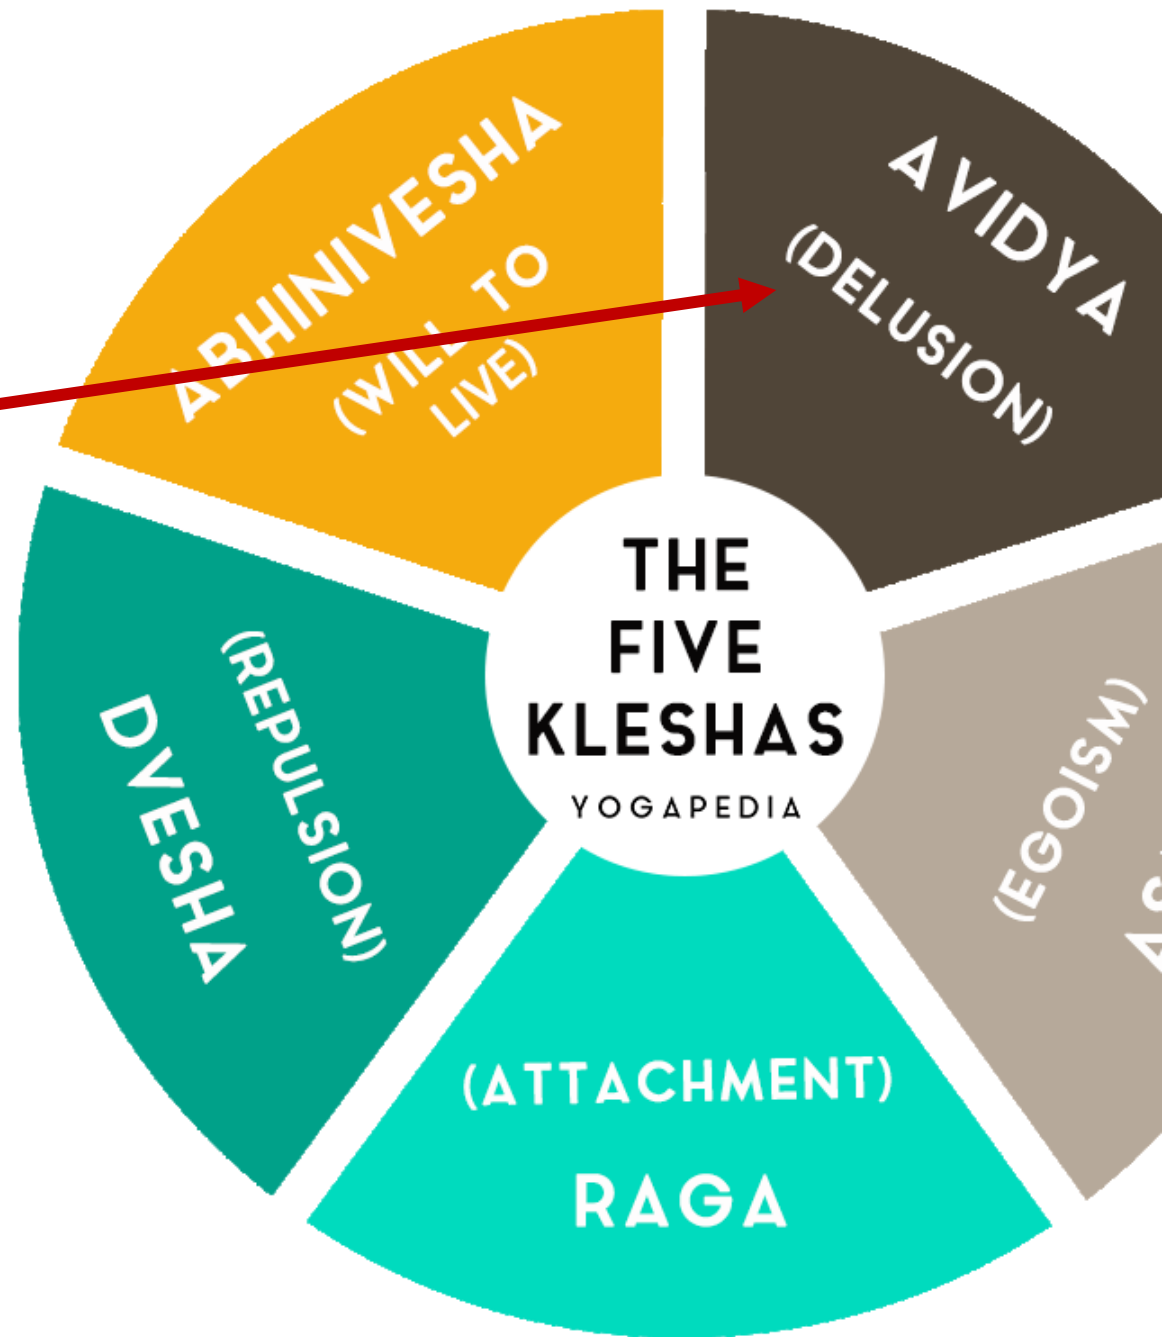 ABHINIVESHA
(WILL TO
LIVE)
AVIDYA
(DELUSION)
THE
FIVE
KLESHAS
YOGAPEDIA
(REPULSION)
DVESHA
(EGOISM)
(ATTACHMENT)
RAGA